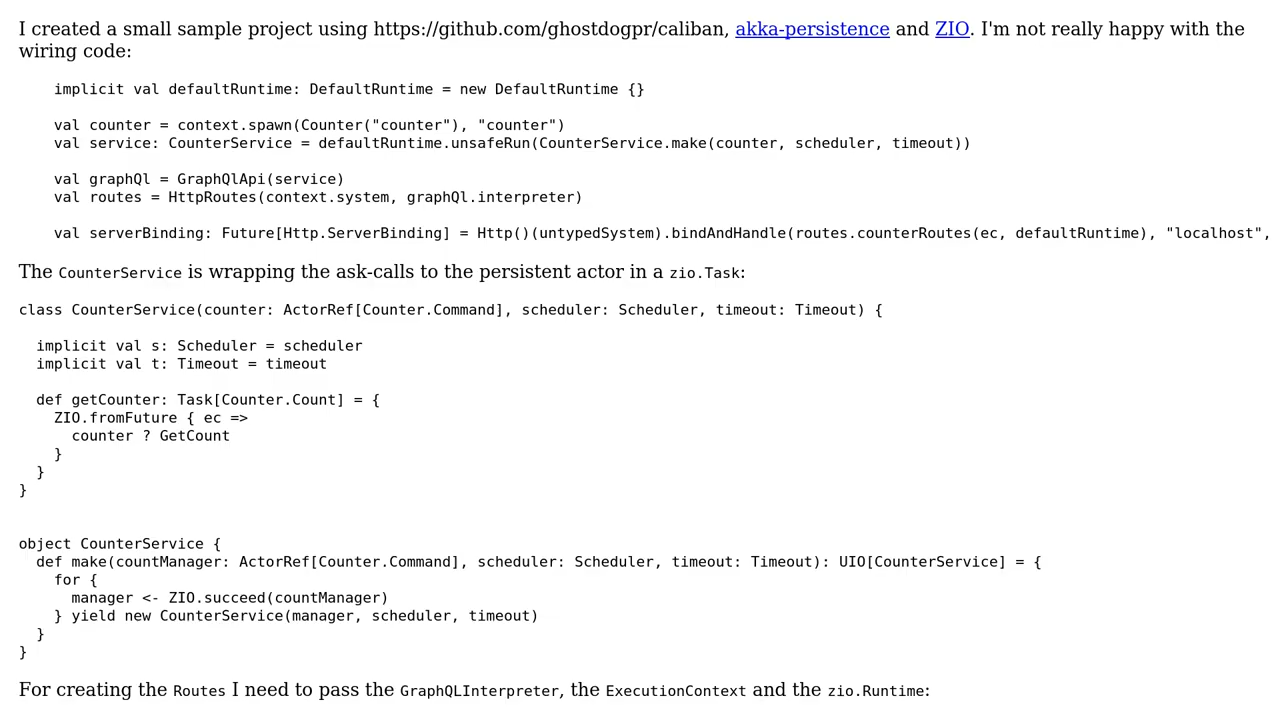 I created a small sample project using https://github.com/ghostdogpr/caliban, akka-persistence and ZIO. I'm not really happy with the
wiring code:
implicit val defaultRuntime: DefaultRuntime = new DefaultRuntime {}
val counter = context.spawn(Counter("counter"), "counter")
val service: CounterService = defaultRuntime.unsafeRun(CounterService.make(counter, scheduler, timeout))
val graphQl = GraphQlApi(service)
val routes = HttpRoutes(context.system, graphQl.interpreter)
val serverBinding: Future[Http.ServerBinding] = Http()(untypedSystem).bindAndHandle(routes.counterRoutes(ec, defaultRuntime), "localhost",
The CounterService is wrapping the ask-calls to the persistent actor in a zio.Task:
class CounterService(counter: ActorRef[Counter.Command], scheduler: Scheduler, timeout: Timeout) {
implicit val s: Scheduler = scheduler
implicit val t: Timeout = timeout
def getCounter: Task[Counter.Count] = {
ZIO.fromFuture { ec =>
counter ? GetCount
}
}
}
object CounterService {
def make(countManager: ActorRef[Counter.Command], scheduler: Scheduler, timeout: Timeout): UIO[CounterService] = {
for {
manager <- ZIO.succeed(countManager)
} yield new CounterService(manager, scheduler, timeout)
}
}
For creating the Routes I need to pass the GraphQLInterpreter, the ExecutionContext and the zio.Runtime: